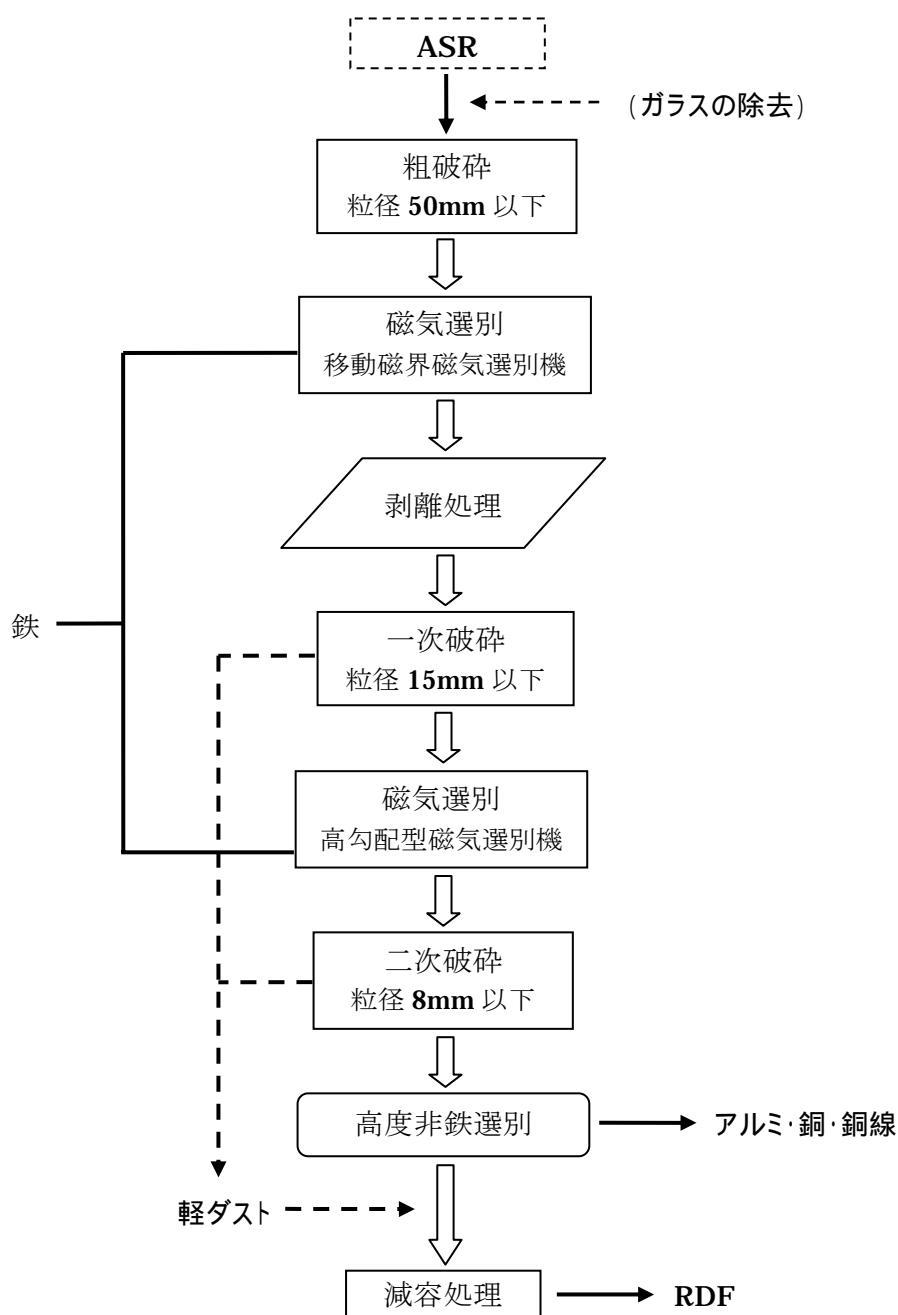 ASR
(ガラスの除去)
粗破砕
粒径 50mm 以下
磁気選別
移動磁界磁気選別機
剥離処理
鉄
一次破砕
粒径 15mm 以下
磁気選別
高勾配型磁気選別機
二次破砕
粒径 8mm 以下
高度非鉄選別
アルミ・銅・銅線
軽ダスト
減容処理
RDF